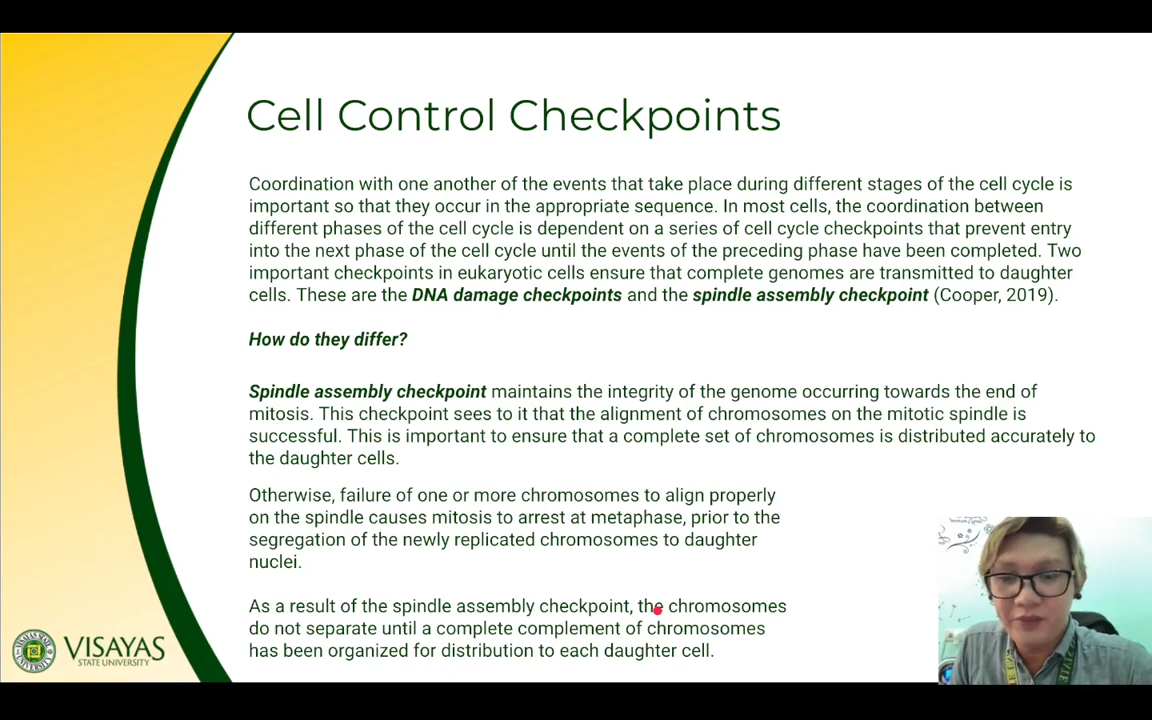 Cell Control Checkpoints
Coordination with one another of the events that take place during different stages of the cell cycle is
important so that they occur in the appropriate sequence. In most cells, the coordination between
different phases of the cell cycle is dependent on a series of cell cycle checkpoints that prevent entry
into the next phase of the cell cycle until the events of the preceding phase have been completed. Two
important checkpoints in eukaryotic cells ensure that complete genomes are transmitted to daughter
cells. These are the DNA damage checkpoints and the spindle assembly checkpoint (Cooper, 2019).
How do they differ?
Spindle assembly checkpoint maintains the integrity of the genome occurring towards the end of
mitosis. This checkpoint sees to it that the alignment of chromosomes on the mitotic spindle is
successful. This is important to ensure that a complete set of chromosomes is distributed accurately to
the daughter cells.
Otherwise, failure of one or more chromosomes to align properly
on the spindle causes mitosis to arrest at metaphase, prior to the
segregation of the newly replicated chromosomes to daughter
nuclei.
As a result of the spindle assembly checkpoint, the chromosomes
do not separate until a complete complement of chromosomes
has been organized for distribution to each daughter cell.
VISAYAS
STATE UNIVERSITY